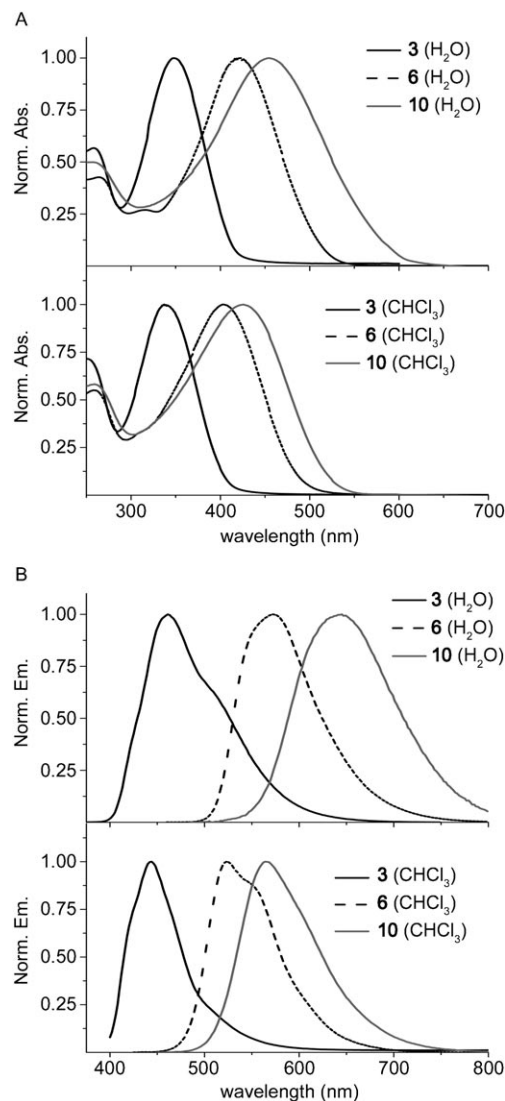 A
1.00
0.75
0.50
0.25
Norm. Abs.
3 (H₂O)
6 (H₂O)
10 (H₂O)
1.00
0.75
0.50
0.25
Norm. Abs.
3 (CHCl₃)
6 (CHCl₃)
10 (CHCl₃)
300 400 500 600 700
wavelength (nm)
B
1.00
0.75
0.50
0.25
Norm. Em.
3 (H₂O)
6 (H₂O)
10 (H₂O)
1.00
0.75
0.50
0.25
Norm. Em.
3 (CHCl₃)
6 (CHCl₃)
10 (CHCl₃)
400 500 600 700 800
wavelength (nm)